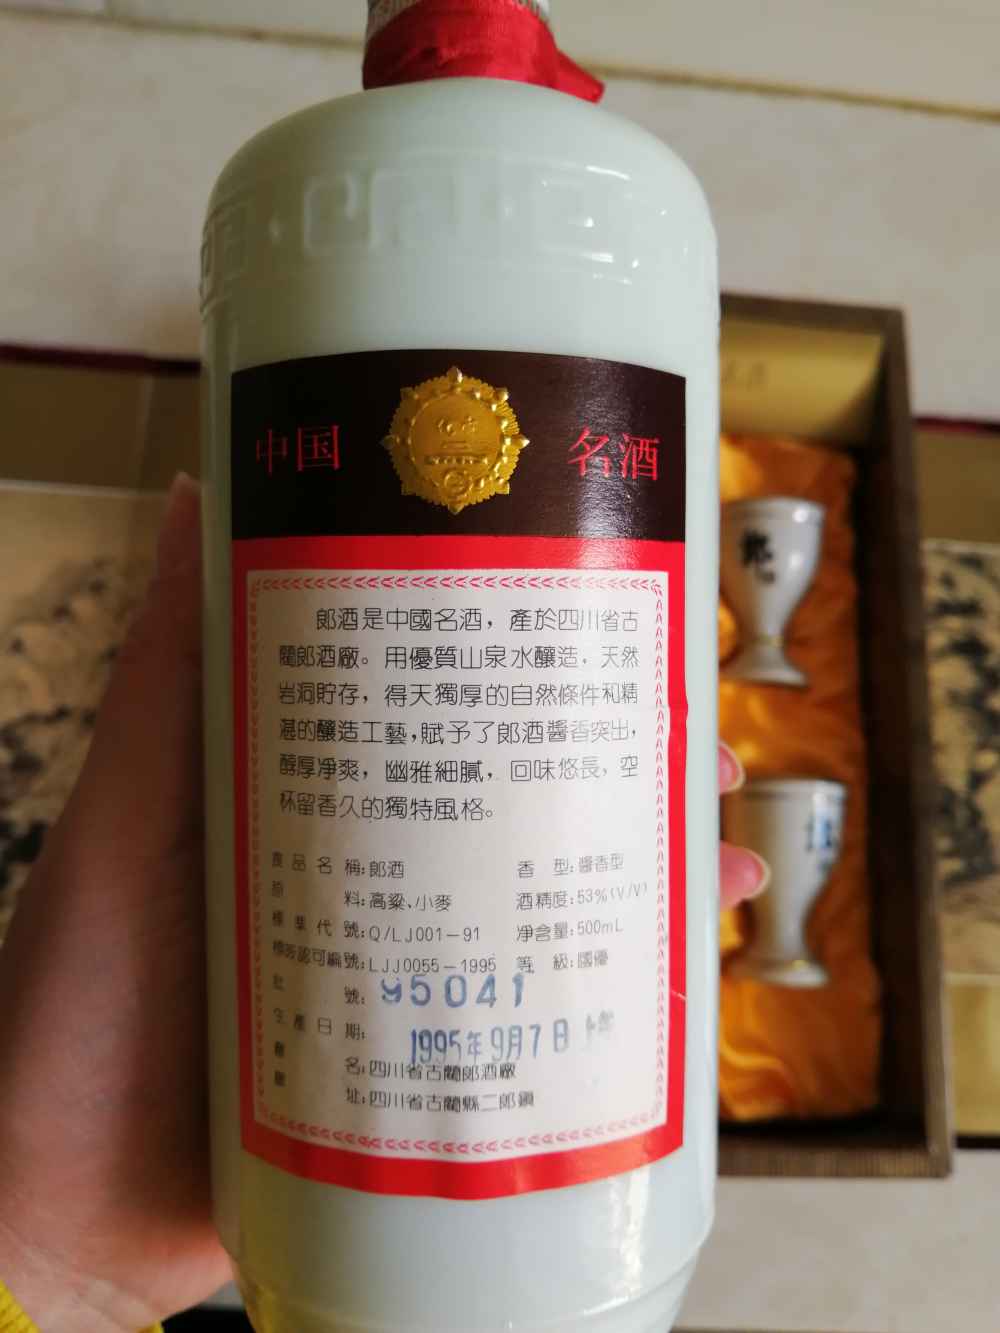 中国 名酒
郎酒是中國名酒，產於四川省古
藺郎酒廠。用優質山泉水釀造，天然
岩洞貯存，得天獨厚的自然條件和精
湛的釀造工藝，賦予了郎酒醬香突出，
醇厚凈爽，幽雅細膩，回味悠長，空
杯留香久的獨特風格。
食品名稱：郎酒 香型：醬香型
原料：高粱、小麥 酒精度：53%(V/V)
標準代號：Q/LJ001－91 淨含量：500mL
標簽認可編號：LJJ0055－1995 等級：國優
批號：95041
生產日期：1995年9月7日
廠名：四川省古藺郎酒廠
廠址：四川省古藺縣二郎鎮
郎